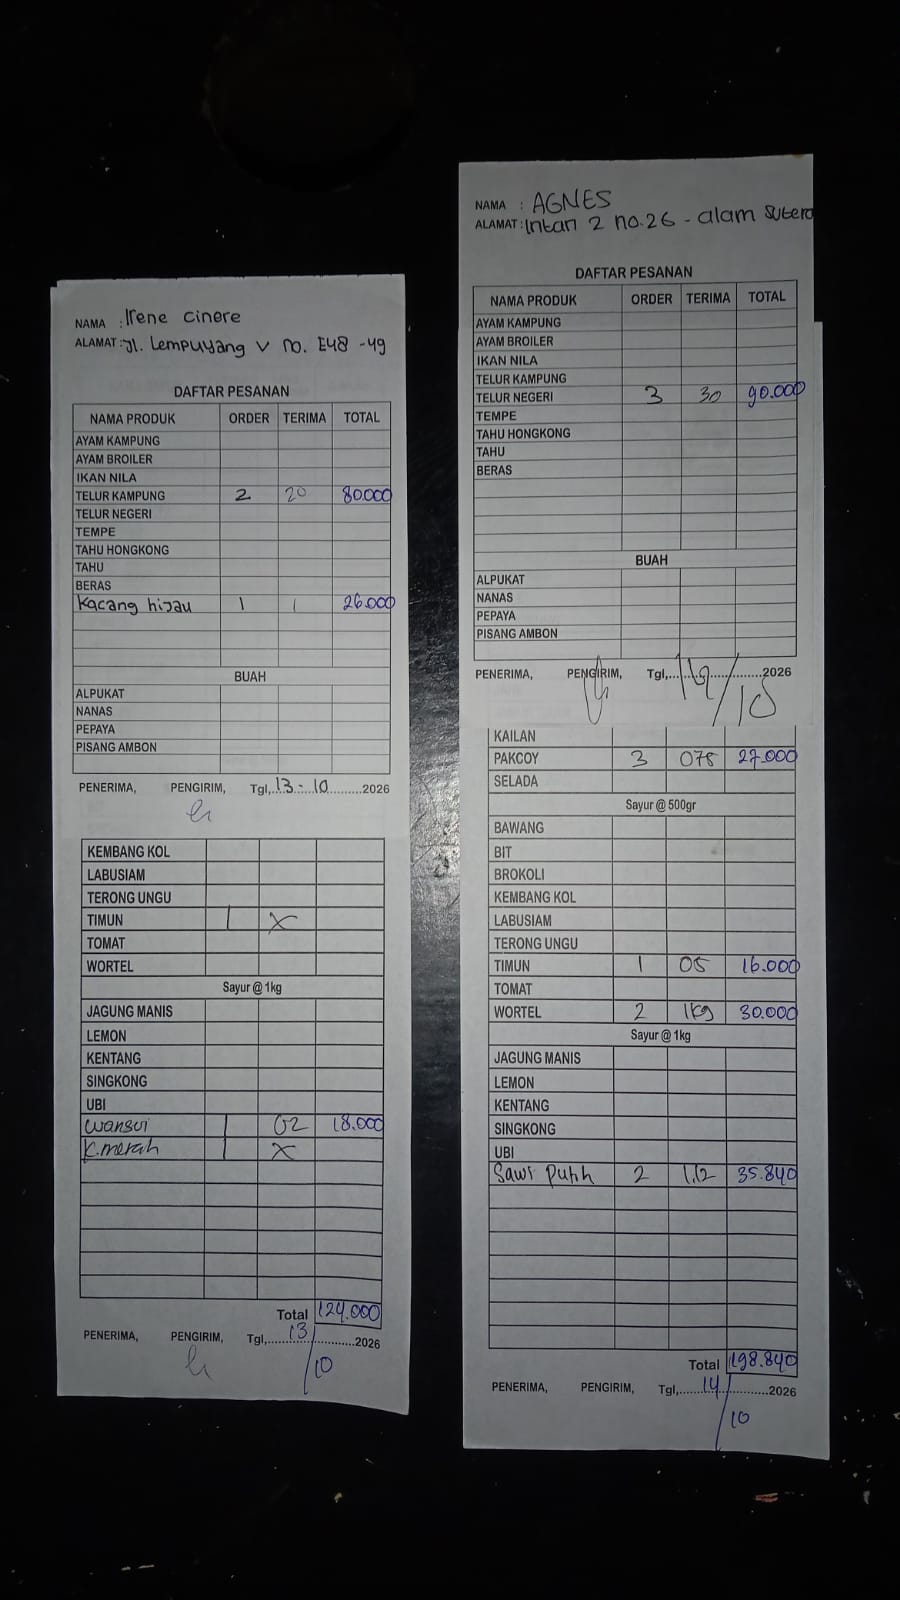 NAMA : Irene cinere
ALAMAT : Jl. Lempuyang V no. E48 -49
DAFTAR PESANAN
NAMA PRODUK ORDER TERIMA TOTAL
AYAM KAMPUNG
AYAM BROILER
IKAN NILA
TELUR KAMPUNG 2 20 80.000
TELUR NEGERI
TEMPE
TAHU HONGKONG
TAHU
BERAS
Kacang hijau 1 1 26.000
BUAH
ALPUKAT
NANAS
PEPAYA
PISANG AMBON
PENERIMA, PENGIRIM, Tgl,..13-10..........2026
KEMBANG KOL
LABUSIAM
TERONG UNGU
TIMUN 1 X
TOMAT
WORTEL
Sayur @ 1kg
JAGUNG MANIS
LEMON
KENTANG
SINGKONG
UBI
wansui 1 02 18.000
K.merah 1 X
Total 124.000
PENERIMA, PENGIRIM, Tgl,....13/10............2026
NAMA : AGNES
ALAMAT : Intan 2 no.26 - alam Sutera
DAFTAR PESANAN
NAMA PRODUK ORDER TERIMA TOTAL
AYAM KAMPUNG
AYAM BROILER
IKAN NILA
TELUR KAMPUNG
TELUR NEGERI 3 30 90.000
TEMPE
TAHU HONGKONG
TAHU
BERAS
BUAH
ALPUKAT
NANAS
PEPAYA
PISANG AMBON
PENERIMA, PENGIRIM, Tgl,....14/10............2026
KAILAN
PAKCOY 3 075 27.000
SELADA
Sayur @ 500gr
BAWANG
BIT
BROKOLI
KEMBANG KOL
LABUSIAM
TERONG UNGU
TIMUN 1 05 16.000
TOMAT
WORTEL 2 1kg 30.000
Sayur @ 1kg
JAGUNG MANIS
LEMON
KENTANG
SINGKONG
UBI
Sawi Putih 2 1,12 35.840
Total 198.840
PENERIMA, PENGIRIM, Tgl,....14/10............2026